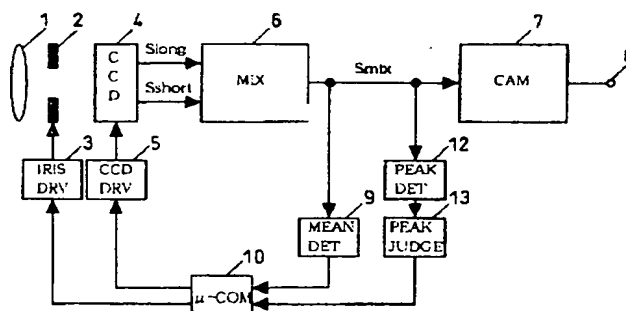 1 2 4 6 7
CCD
Slong
Sshort
MIX
Smix
CAM
3 5
IRIS
DRV
CCD
DRV
12
PEAK
DET
9
MEAN
DET
13
PEAK
JUDGE
10
μ-COM